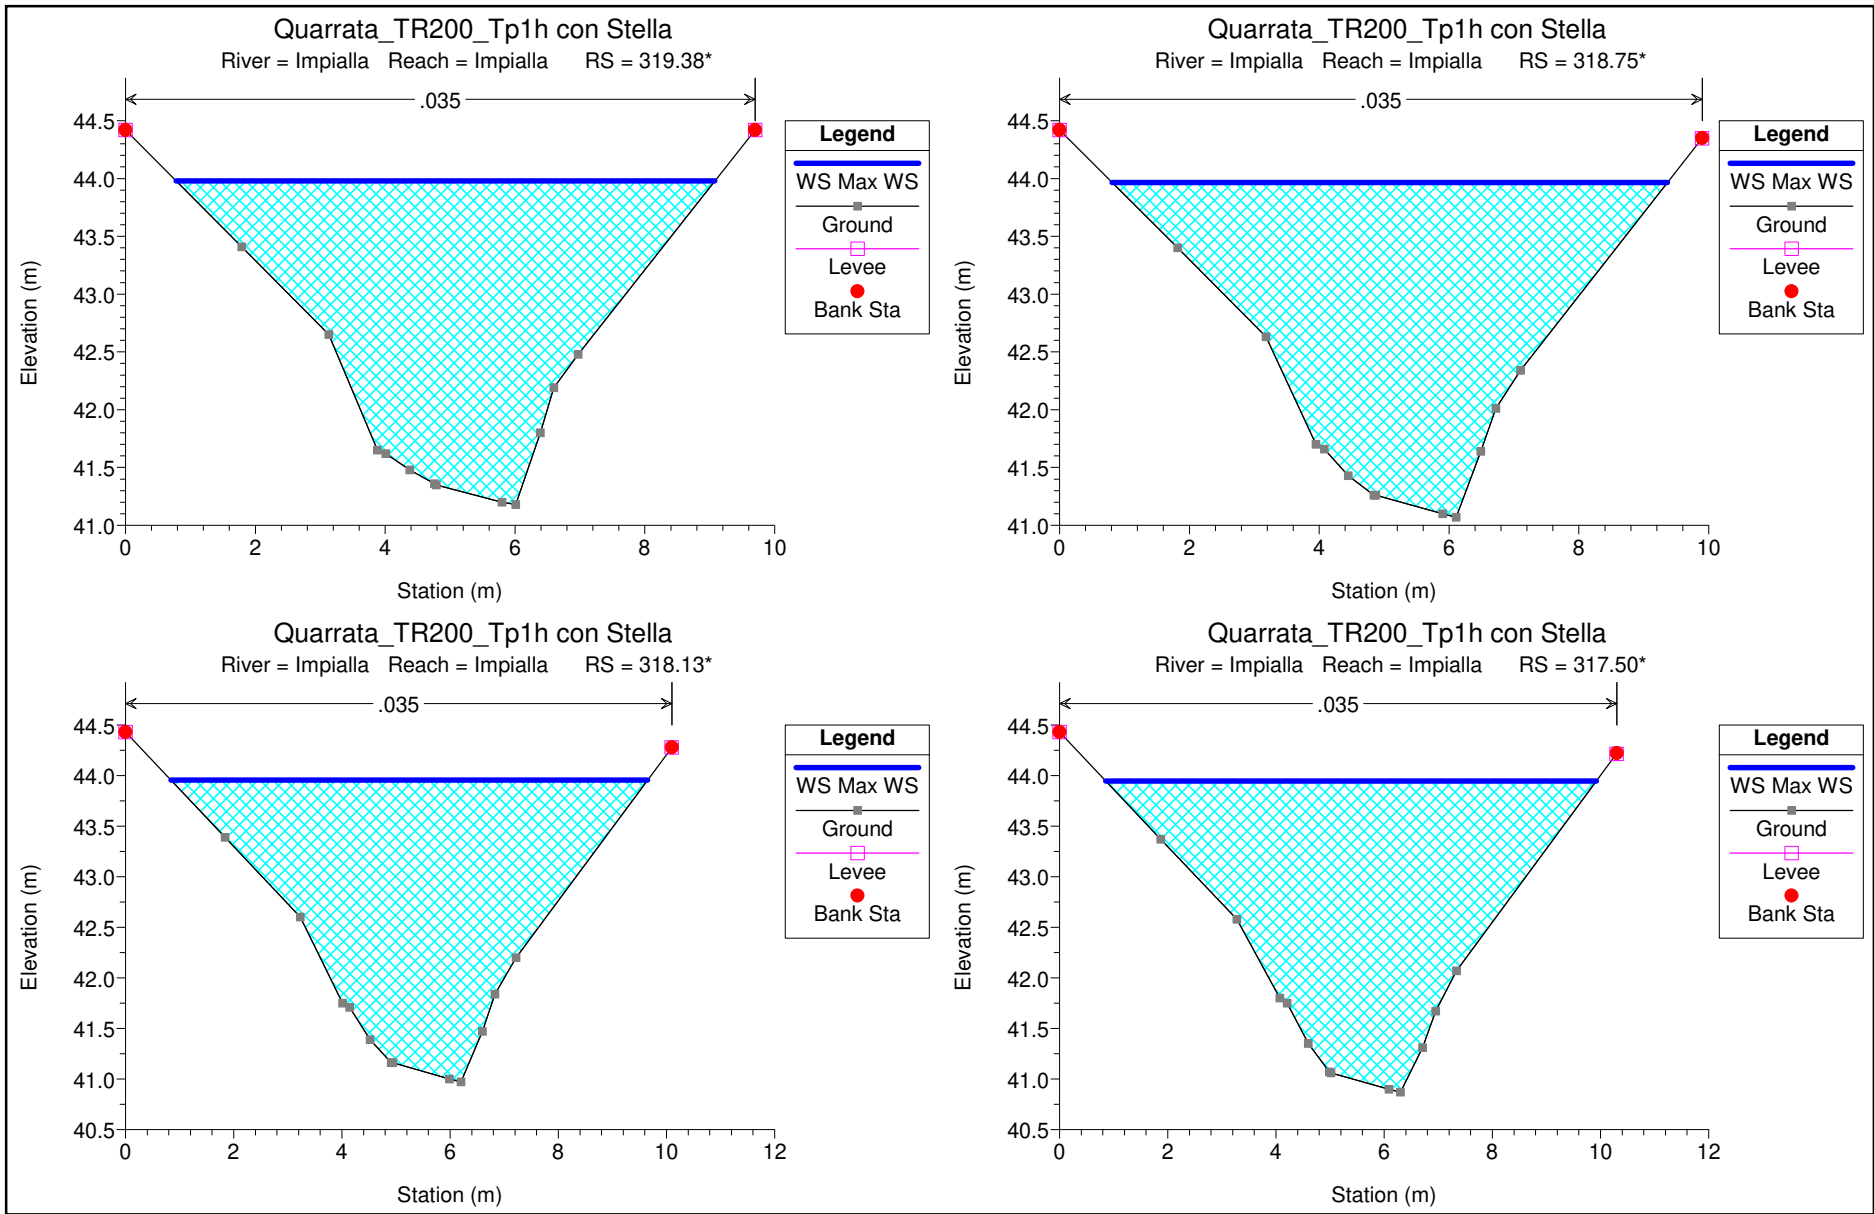 Quarrata_TR200_Tp1h con Stella
River = Impialla Reach = Impialla RS = 319.38*
.035
44.5
44.0
43.5
43.0
42.5
42.0
41.5
41.0
0 2 4 6 8 10
Station (m)
Elevation (m)
Legend
WS Max WS
Ground
Levee
Bank Sta
Quarrata_TR200_Tp1h con Stella
River = Impialla Reach = Impialla RS = 318.75*
.035
44.5
44.0
43.5
43.0
42.5
42.0
41.5
41.0
0 2 4 6 8 10
Station (m)
Elevation (m)
Legend
WS Max WS
Ground
Levee
Bank Sta
Quarrata_TR200_Tp1h con Stella
River = Impialla Reach = Impialla RS = 318.13*
.035
44.5
44.0
43.5
43.0
42.5
42.0
41.5
41.0
40.5
0 2 4 6 8 10 12
Station (m)
Elevation (m)
Legend
WS Max WS
Ground
Levee
Bank Sta
Quarrata_TR200_Tp1h con Stella
River = Impialla Reach = Impialla RS = 317.50*
.035
44.5
44.0
43.5
43.0
42.5
42.0
41.5
41.0
40.5
0 2 4 6 8 10 12
Station (m)
Elevation (m)
Legend
WS Max WS
Ground
Levee
Bank Sta